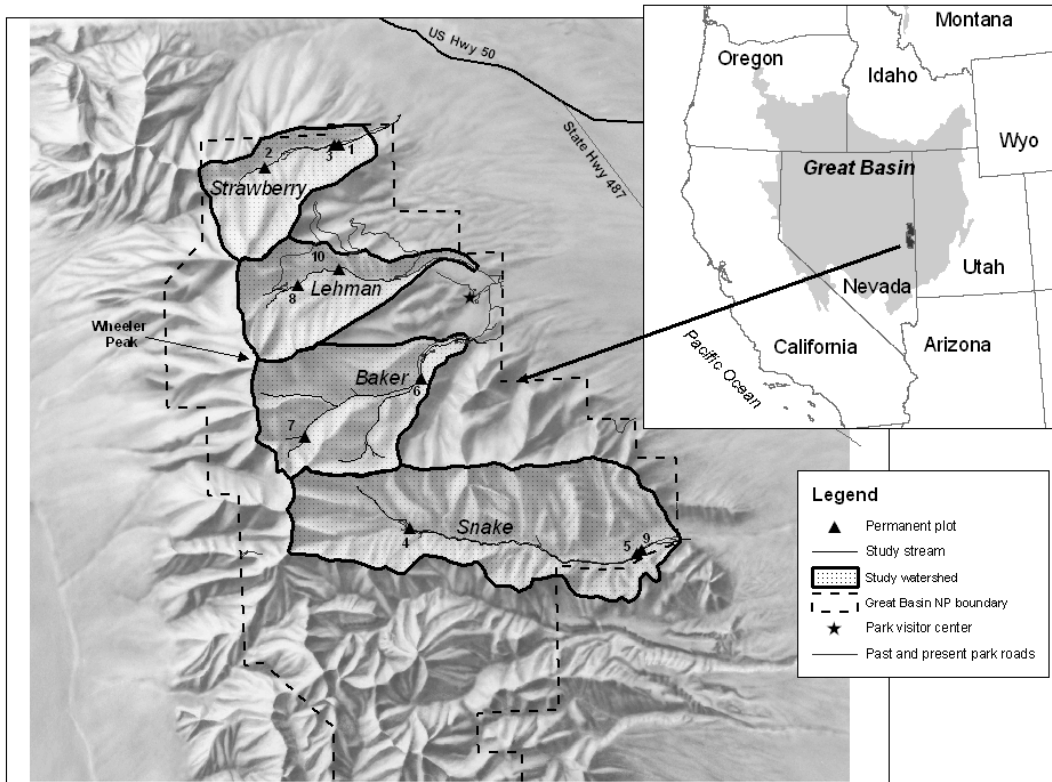 US Hwy 50
State Hwy 487
2
3
1
Strawberry
10
8
Lehman
Wheeler
Peak
Baker
6
7
Snake
4
5
9
Montana
Oregon
Idaho
Wyo
Great Basin
Utah
Nevada
California
Arizona
Pacific Ocean
Legend
Permanent plot
Study stream
Study watershed
Great Basin NP boundary
Park visitor center
Past and present park roads